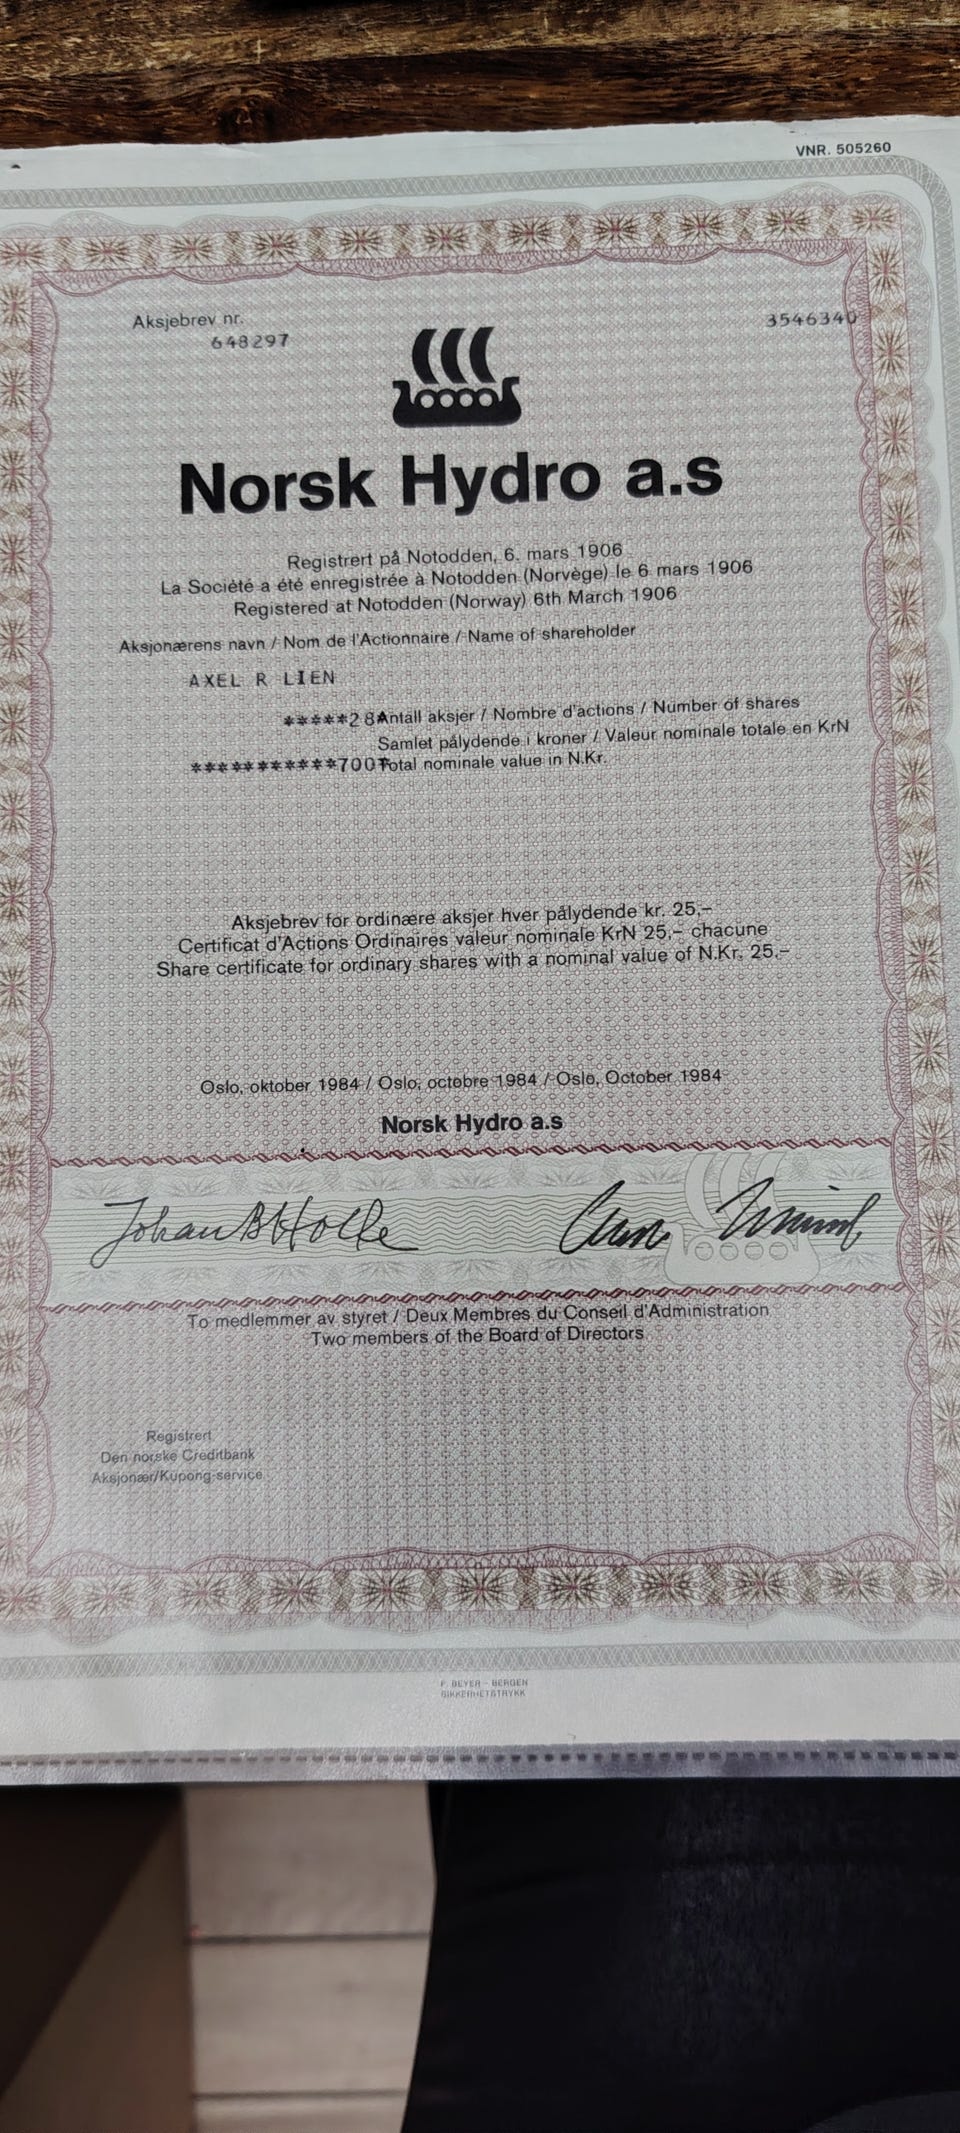 VNR. 505260
Aksjebrev nr.
648297
3546340
Norsk Hydro a.s
Registrert på Notodden, 6. mars 1906
La Société a été enregistrée à Notodden (Norvège) le 6 mars 1906
Registered at Notodden (Norway) 6th March 1906
Aksjonærens navn / Nom de l'Actionnaire / Name of shareholder
AXEL R LIEN
*****28 Antall aksjer / Nombre d'actions / Number of shares
Samlet pålydende i kroner / Valeur nominale totale en KrN
***********700* Total nominale value in N.Kr.
Aksjebrev for ordinære aksjer hver pålydende kr. 25,–
Certificat d'Actions Ordinaires valeur nominale KrN 25,– chacune
Share certificate for ordinary shares with a nominal value of N.Kr. 25.–
Oslo, oktober 1984 / Oslo, octobre 1984 / Oslo, October 1984
Norsk Hydro a.s
Johan B Holte
To medlemmer av styret / Deux Membres du Conseil d'Administration
Two members of the Board of Directors
Registrert
Den norske Creditbank
Aksjonær/Kupong-service
F. BEYER - BERGEN
SIKKERHETSTRYKK